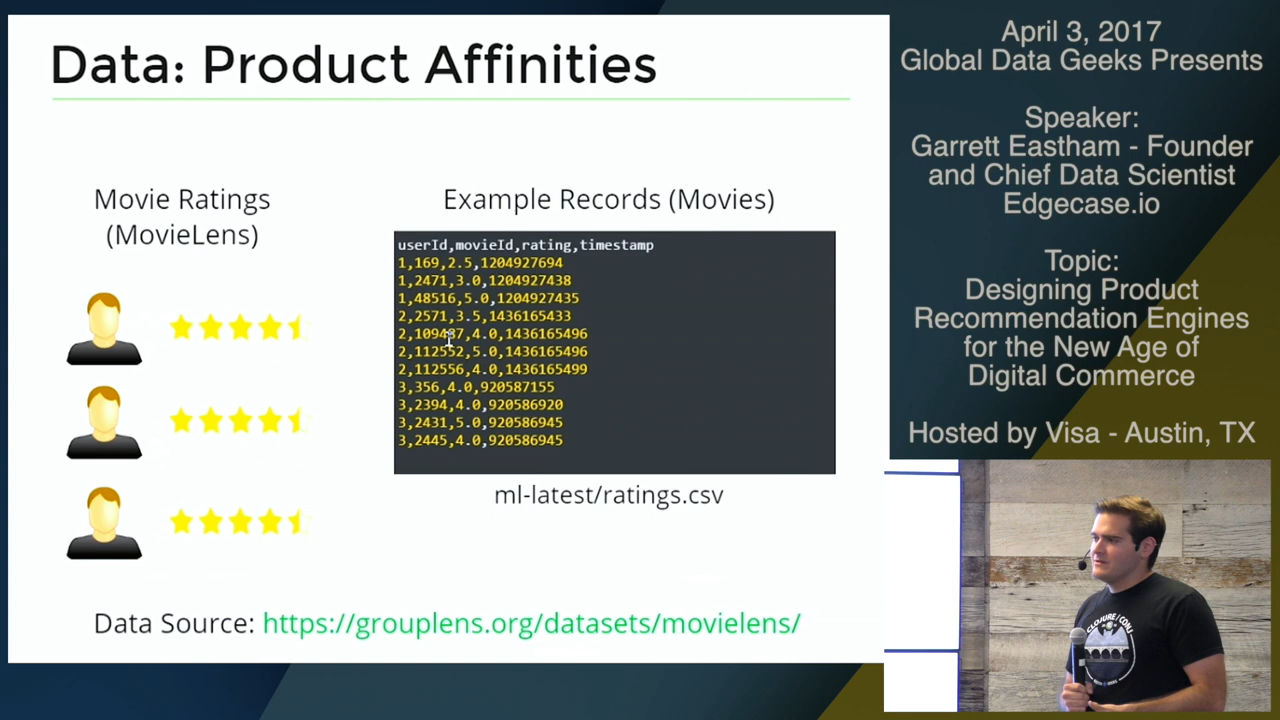 Data: Product Affinities
Movie Ratings
(MovieLens)
Example Records (Movies)
userId,movieId,rating,timestamp
1,169,2.5,1204927694
1,2471,3.0,1204927438
1,48516,5.0,1204927435
2,2571,3.5,1436165433
2,109487,4.0,1436165496
2,112552,5.0,1436165496
2,112556,4.0,1436165499
3,356,4.0,920587155
3,2394,4.0,920586920
3,2431,5.0,920586945
3,2445,4.0,920586945
ml-latest/ratings.csv
Data Source: https://grouplens.org/datasets/movielens/
April 3, 2017
Global Data Geeks Presents
Speaker:
Garrett Eastham - Founder
and Chief Data Scientist
Edgecase.io
Topic:
Designing Product
Recommendation Engines
for the New Age of
Digital Commerce
Hosted by Visa - Austin, TX
CLOJURE/CONJ